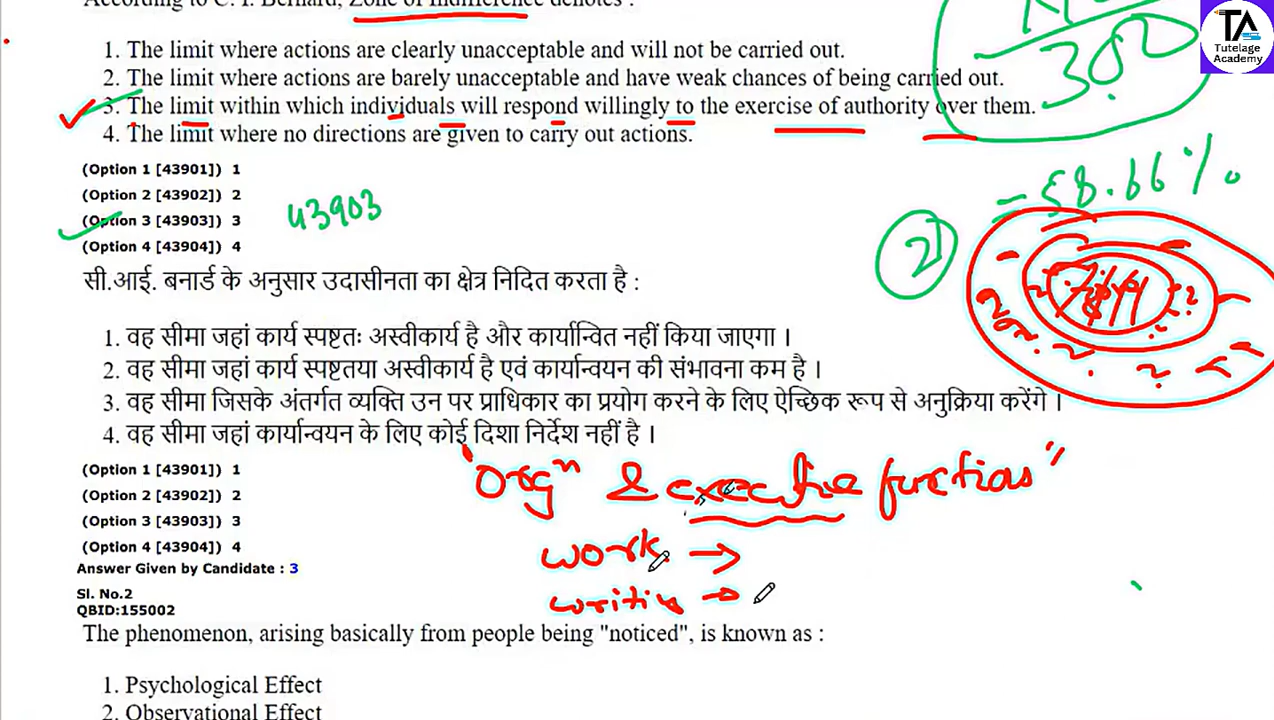 According to C. I. Bernard, Zone of Indifference denotes :
1. The limit where actions are clearly unacceptable and will not be carried out.
2. The limit where actions are barely unacceptable and have weak chances of being carried out.
3. The limit within which individuals will respond willingly to the exercise of authority over them.
4. The limit where no directions are given to carry out actions.
(Option 1 [43901]) 1
(Option 2 [43902]) 2
(Option 3 [43903]) 3
(Option 4 [43904]) 4
43903
TA
Tutelage
Academy
300
= 58.66 %
2)
सी.आई. बनार्ड के अनुसार उदासीनता का क्षेत्र निदित करता है :
1. वह सीमा जहां कार्य स्पष्टतः अस्वीकार्य है और कार्यान्वित नहीं किया जाएगा ।
2. वह सीमा जहां कार्य स्पष्टतया अस्वीकार्य है एवं कार्यान्वयन की संभावना कम है ।
3. वह सीमा जिसके अंतर्गत व्यक्ति उन पर प्राधिकार का प्रयोग करने के लिए ऐच्छिक रूप से अनुक्रिया करेंगे ।
4. वह सीमा जहां कार्यान्वयन के लिए कोई दिशा निर्देश नहीं है ।
(Option 1 [43901]) 1
(Option 2 [43902]) 2
(Option 3 [43903]) 3
(Option 4 [43904]) 4
"Orgn & executive functions"
work →
writing →
Answer Given by Candidate : 3
Sl. No.2
QBID:155002
The phenomenon, arising basically from people being "noticed", is known as :
1. Psychological Effect
2. Observational Effect